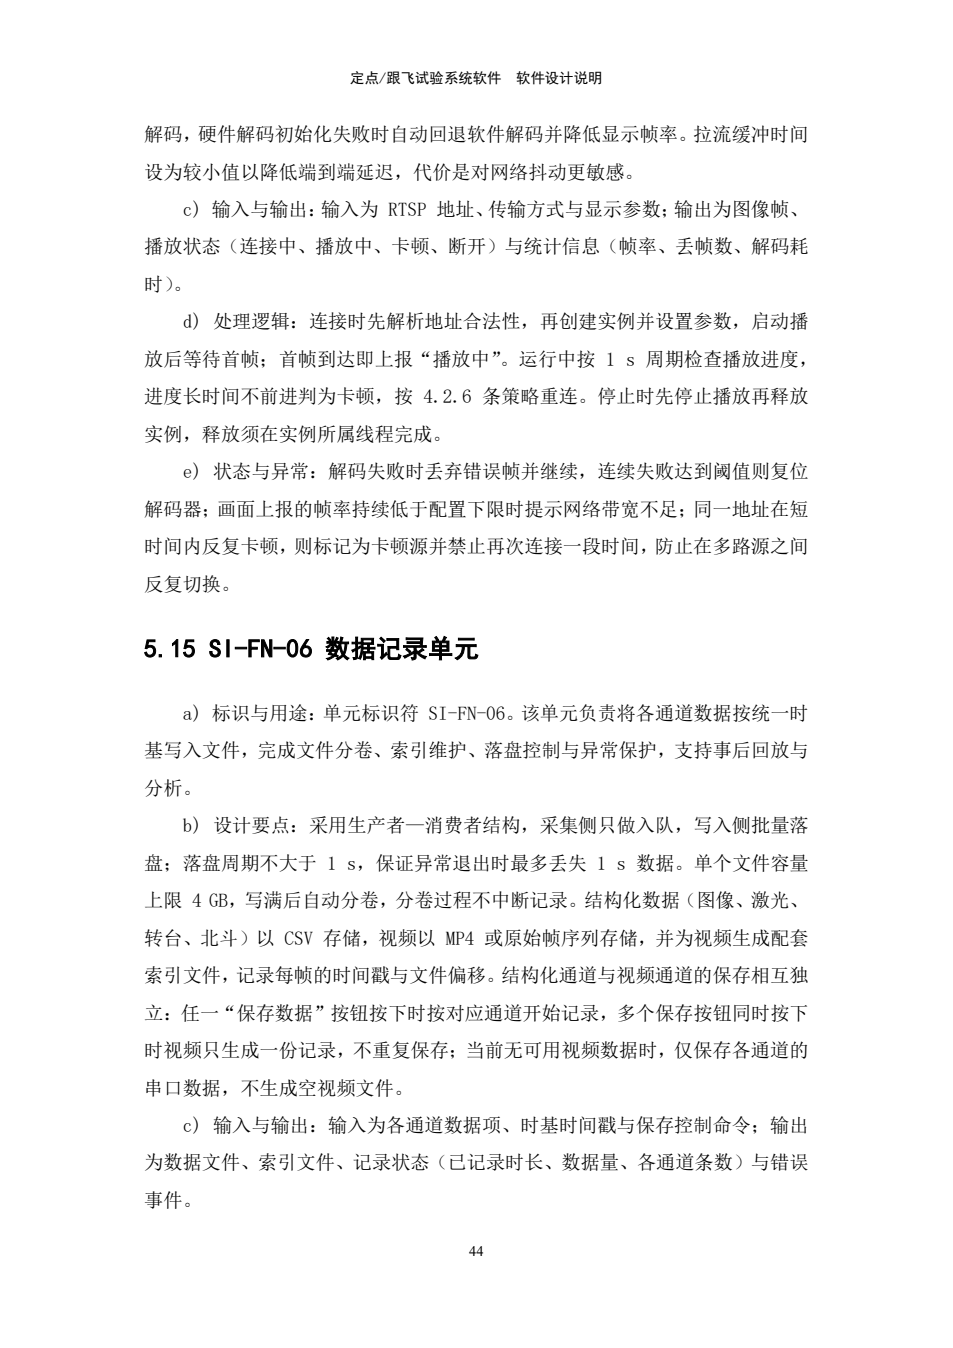 定点/跟飞试验系统软件　软件设计说明
解码，硬件解码初始化失败时自动回退软件解码并降低显示帧率。拉流缓冲时间
设为较小值以降低端到端延迟，代价是对网络抖动更敏感。
c) 输入与输出：输入为 RTSP 地址、传输方式与显示参数；输出为图像帧、
播放状态（连接中、播放中、卡顿、断开）与统计信息（帧率、丢帧数、解码耗
时）。
d) 处理逻辑：连接时先解析地址合法性，再创建实例并设置参数，启动播
放后等待首帧；首帧到达即上报“播放中”。运行中按 1 s 周期检查播放进度，
进度长时间不前进判为卡顿，按 4.2.6 条策略重连。停止时先停止播放再释放
实例，释放须在实例所属线程完成。
e) 状态与异常：解码失败时丢弃错误帧并继续，连续失败达到阈值则复位
解码器；画面上报的帧率持续低于配置下限时提示网络带宽不足；同一地址在短
时间内反复卡顿，则标记为卡顿源并禁止再次连接一段时间，防止在多路源之间
反复切换。
5.15 SI-FN-06 数据记录单元
a) 标识与用途：单元标识符 SI-FN-06。该单元负责将各通道数据按统一时
基写入文件，完成文件分卷、索引维护、落盘控制与异常保护，支持事后回放与
分析。
b) 设计要点：采用生产者—消费者结构，采集侧只做入队，写入侧批量落
盘；落盘周期不大于 1 s，保证异常退出时最多丢失 1 s 数据。单个文件容量
上限 4 GB，写满后自动分卷，分卷过程不中断记录。结构化数据（图像、激光、
转台、北斗）以 CSV 存储，视频以 MP4 或原始帧序列存储，并为视频生成配套
索引文件，记录每帧的时间戳与文件偏移。结构化通道与视频通道的保存相互独
立：任一“保存数据”按钮按下时按对应通道开始记录，多个保存按钮同时按下
时视频只生成一份记录，不重复保存；当前无可用视频数据时，仅保存各通道的
串口数据，不生成空视频文件。
c) 输入与输出：输入为各通道数据项、时基时间戳与保存控制命令；输出
为数据文件、索引文件、记录状态（已记录时长、数据量、各通道条数）与错误
事件。
44